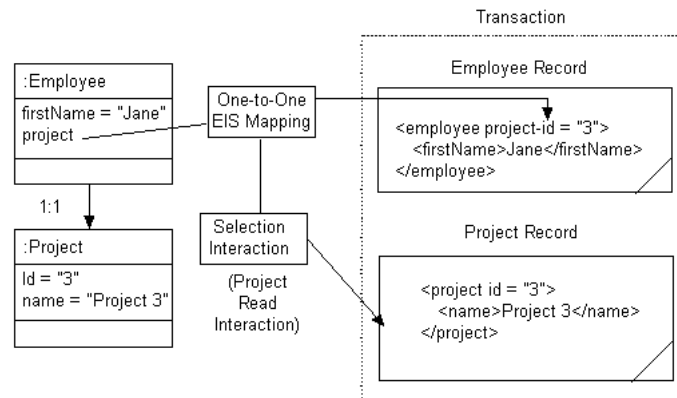 Transaction
:Employee
firstName = "Jane"
project
One-to-One
EIS Mapping
Employee Record
<employee project-id = "3">
<firstName>Jane</firstName>
</employee>
1:1
:Project
Id = "3"
name = "Project 3"
Selection
Interaction
(Project
Read
Interaction)
Project Record
<project id = "3">
<name>Project 3</name>
</project>